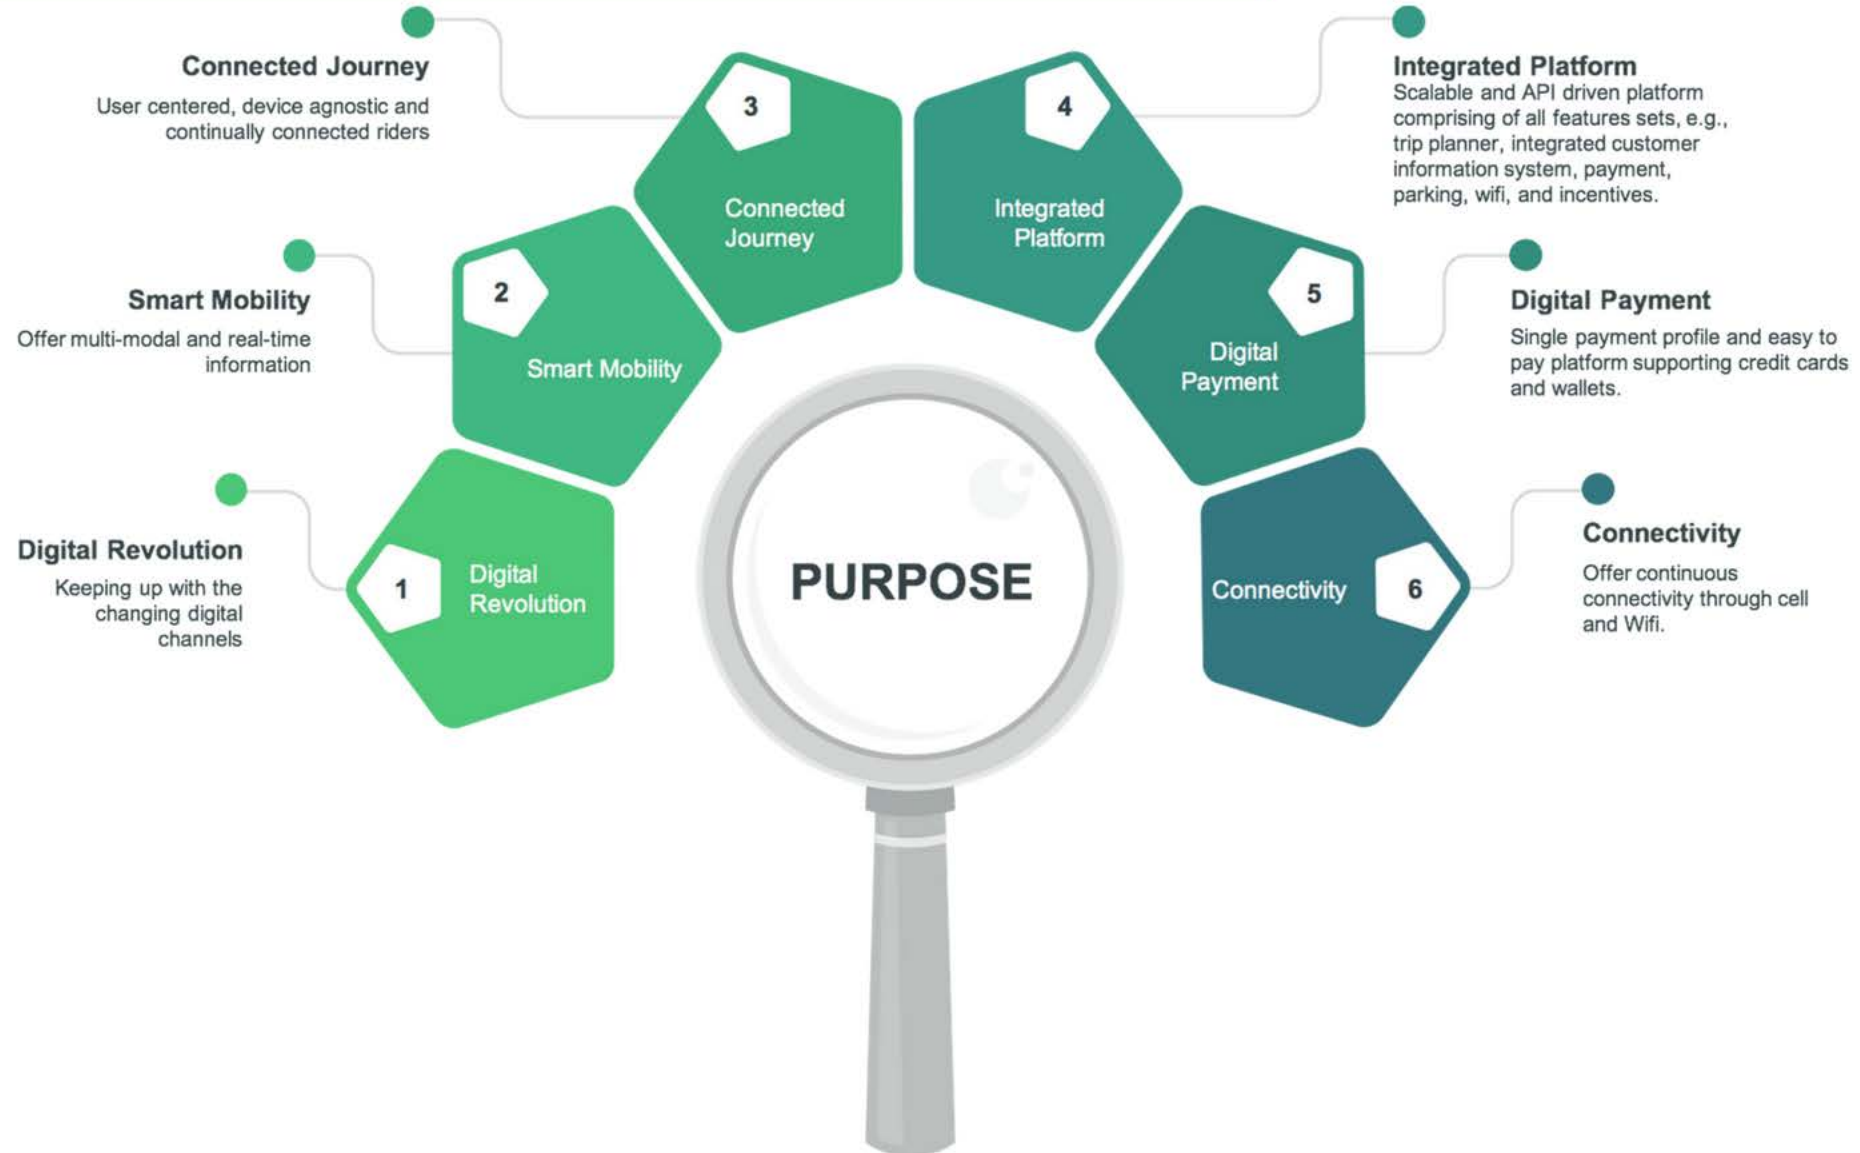 Connected Journey
User centered, device agnostic and
continually connected riders
Smart Mobility
Offer multi-modal and real-time
information
Digital Revolution
Keeping up with the
changing digital
channels
1
Digital
Revolution
2
Smart Mobility
3
Connected
Journey
4
Integrated
Platform
5
Digital
Payment
6
Connectivity
PURPOSE
Integrated Platform
Scalable and API driven platform
comprising of all features sets, e.g.,
trip planner, integrated customer
information system, payment,
parking, wifi, and incentives.
Digital Payment
Single payment profile and easy to
pay platform supporting credit cards
and wallets.
Connectivity
Offer continuous
connectivity through cell
and Wifi.